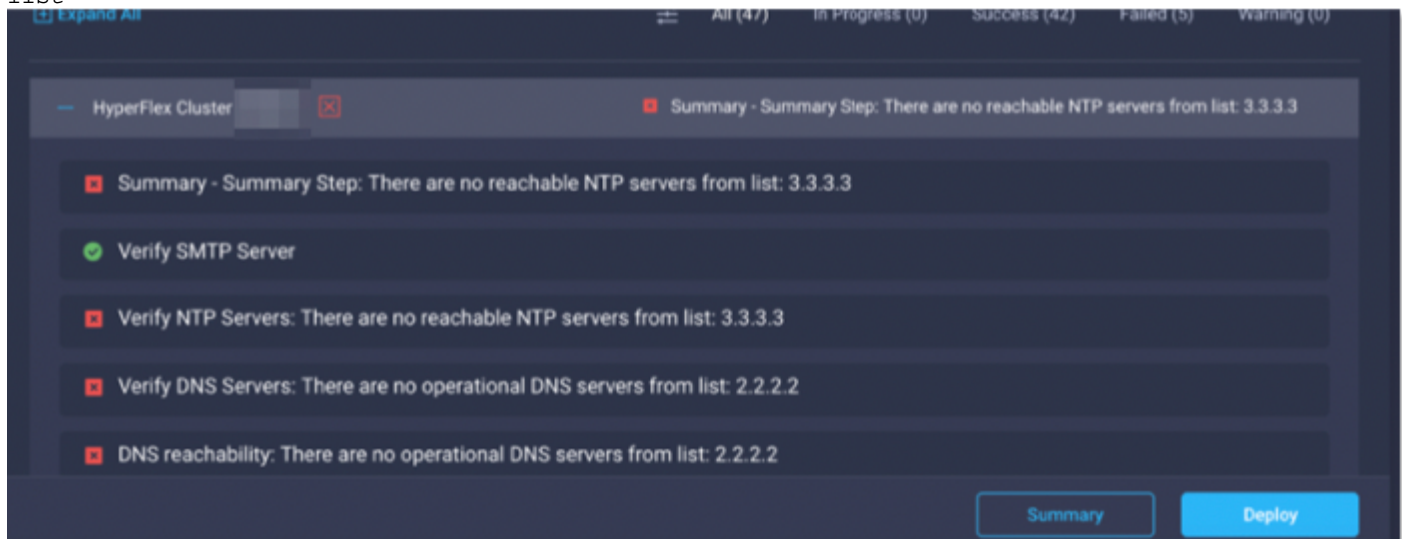 Expand All
All (47) In Progress (0) Success (42) Failed (5) Warning (0)
HyperFlex Cluster Summary - Summary Step: There are no reachable NTP servers from list: 3.3.3.3
Summary - Summary Step: There are no reachable NTP servers from list: 3.3.3.3
Verify SMTP Server
Verify NTP Servers: There are no reachable NTP servers from list: 3.3.3.3
Verify DNS Servers: There are no operational DNS servers from list: 2.2.2.2
DNS reachability: There are no operational DNS servers from list: 2.2.2.2
Summary Deploy